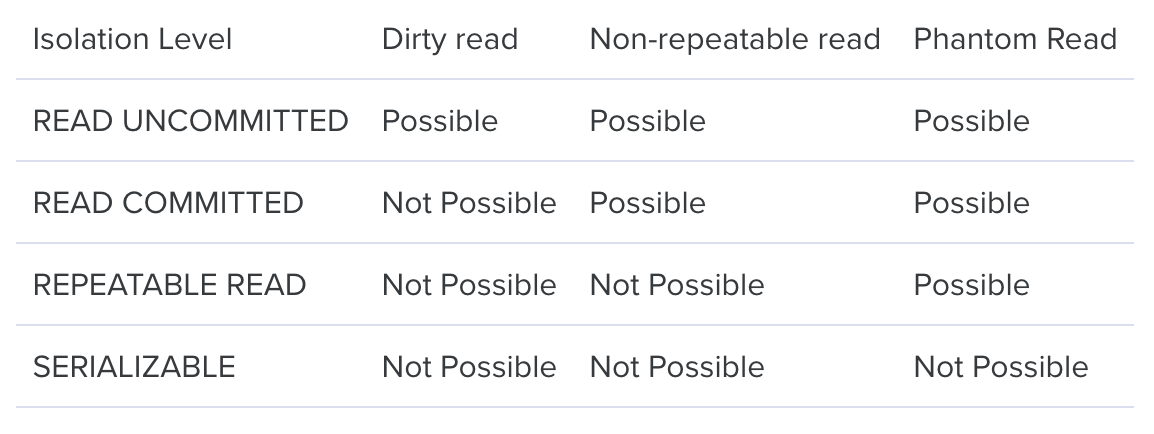 Isolation Level Dirty read Non-repeatable read Phantom Read
READ UNCOMMITTED Possible Possible Possible
READ COMMITTED Not Possible Possible Possible
REPEATABLE READ Not Possible Not Possible Possible
SERIALIZABLE Not Possible Not Possible Not Possible